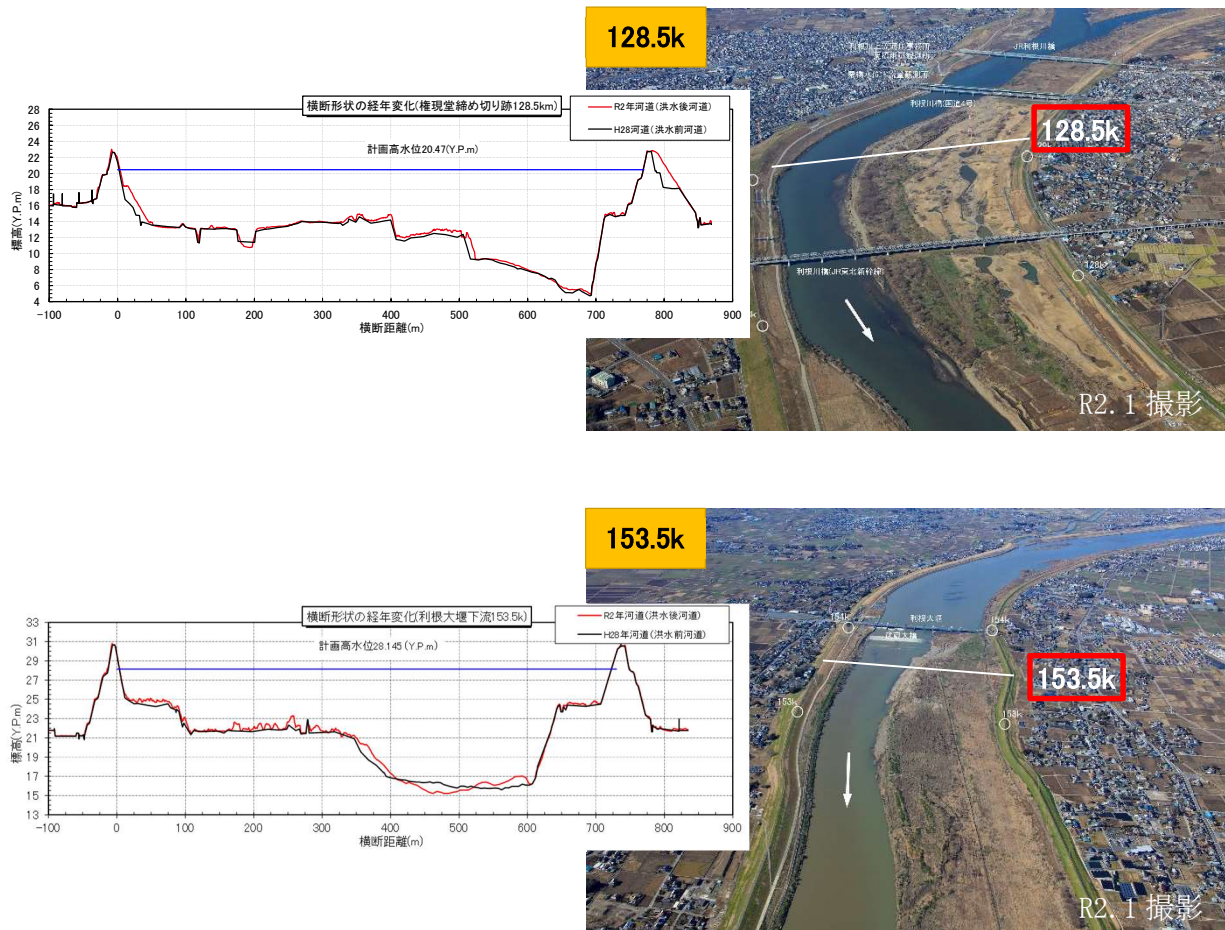 128.5k
横断形状の経年変化(権現堂締め切り跡128.5km)
R2年河道(洪水後河道)
H28河道(洪水前河道)
計画高水位20.47(Y.P.m)
28
26
24
22
20
18
16
14
12
10
8
6
4
標高(Y.P.m)
-100 0 100 200 300 400 500 600 700 800 900
横断距離(m)
JR利根川橋
利根川橋(国道4号)
128.5k
利根川橋(JR東北新幹線)
128k
R2.1 撮影
153.5k
横断形状の経年変化(利根大堰下流153.5k)
R2年河道(洪水後河道)
H28年河道(洪水前河道)
計画高水位28.145(Y.P.m)
33
31
29
27
25
23
21
19
17
15
13
標高(Y.P.m)
-100 0 100 200 300 400 500 600 700 800 900
横断距離(m)
利根大堰
154k
154k
153.5k
153k
153k
R2.1 撮影